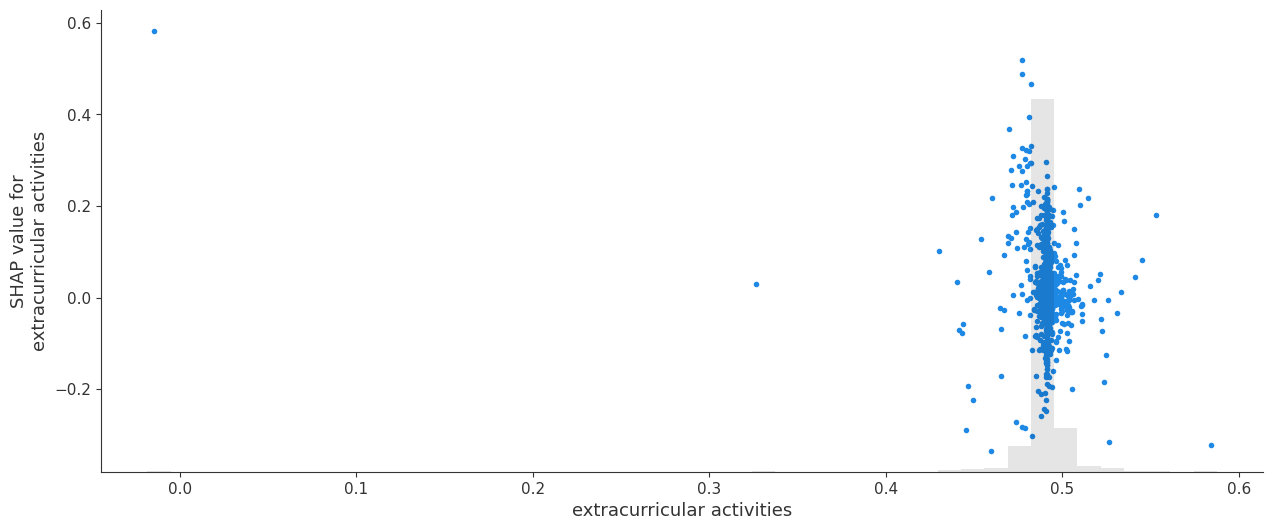 0.6
0.4
0.2
0.0
−0.2
SHAP value for
extracurricular activities
0.0 0.1 0.2 0.3 0.4 0.5 0.6
extracurricular activities